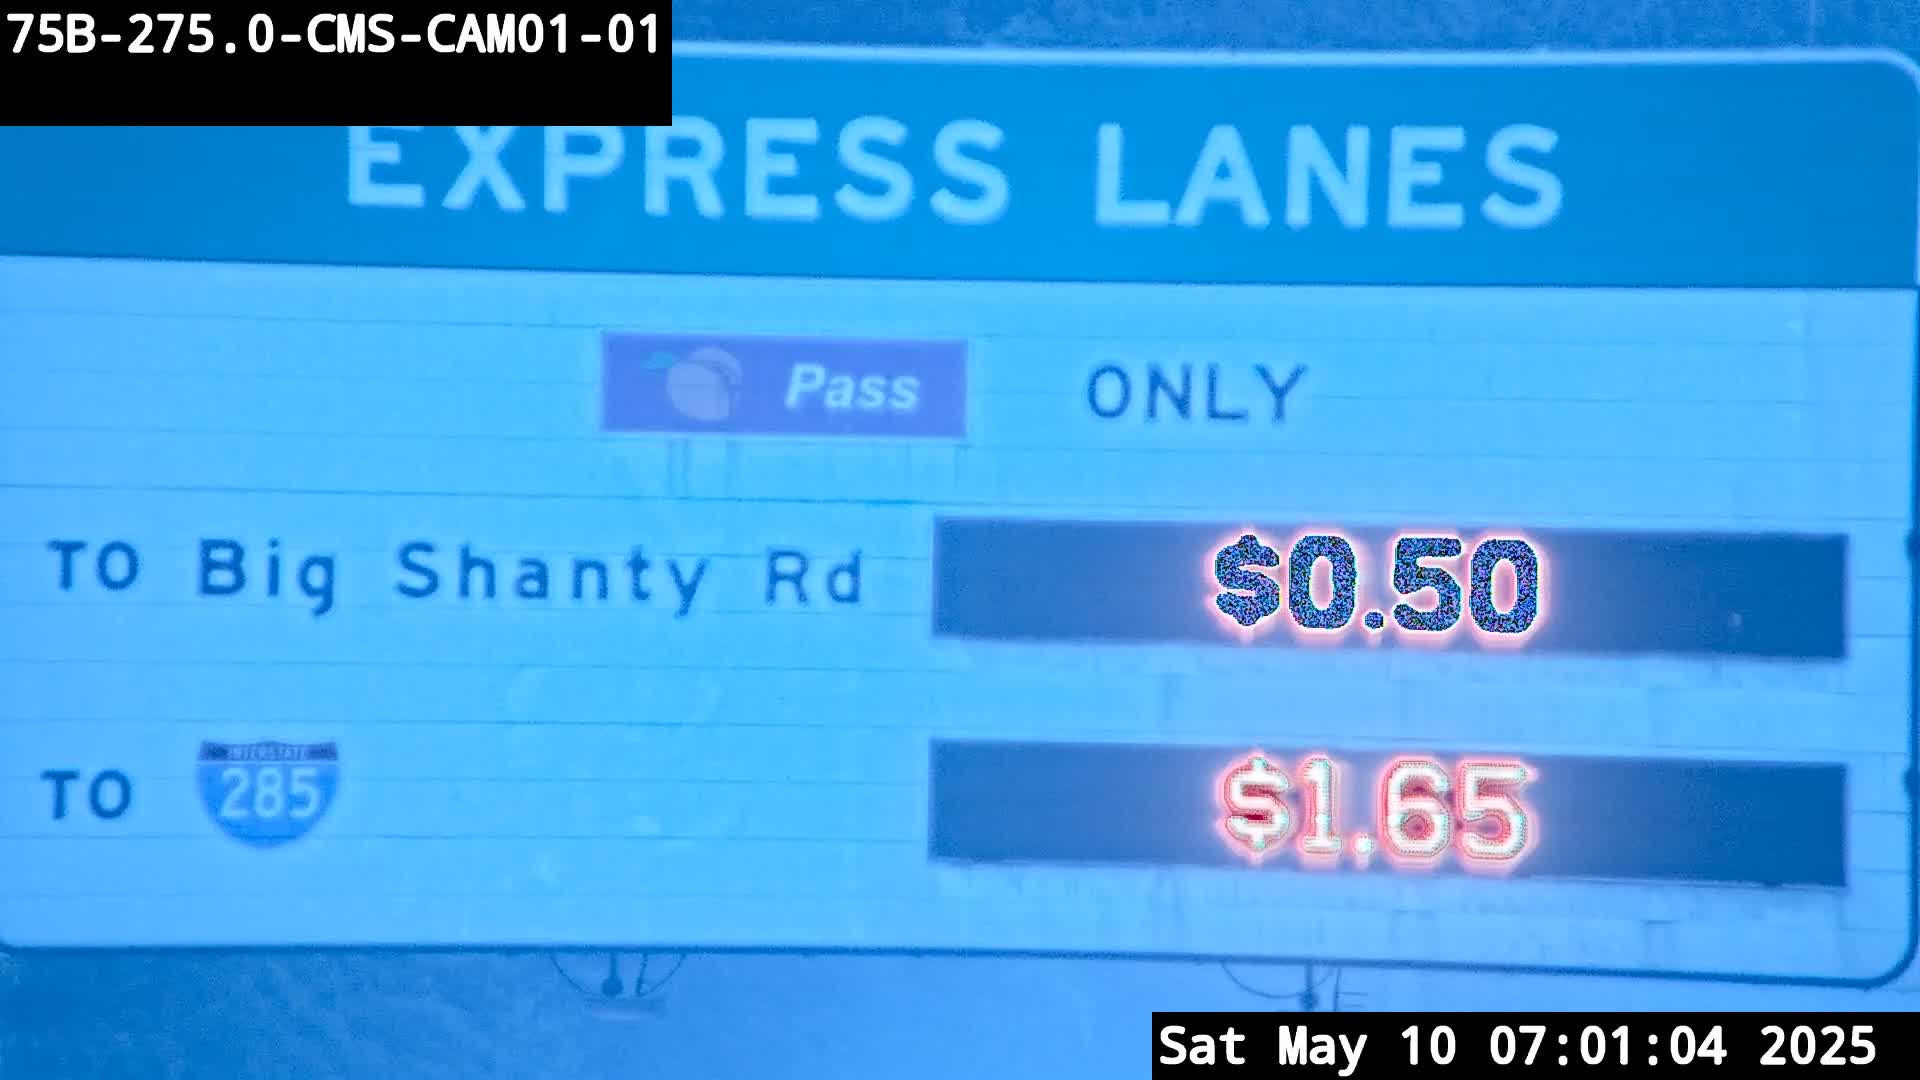 75B-275.0-CMS-CAM01-01
EXPRESS LANES
Pass ONLY
TO Big Shanty Rd $0.50
INTERSTATE
TO 285 $1.65
Sat May 10 07:01:04 2025